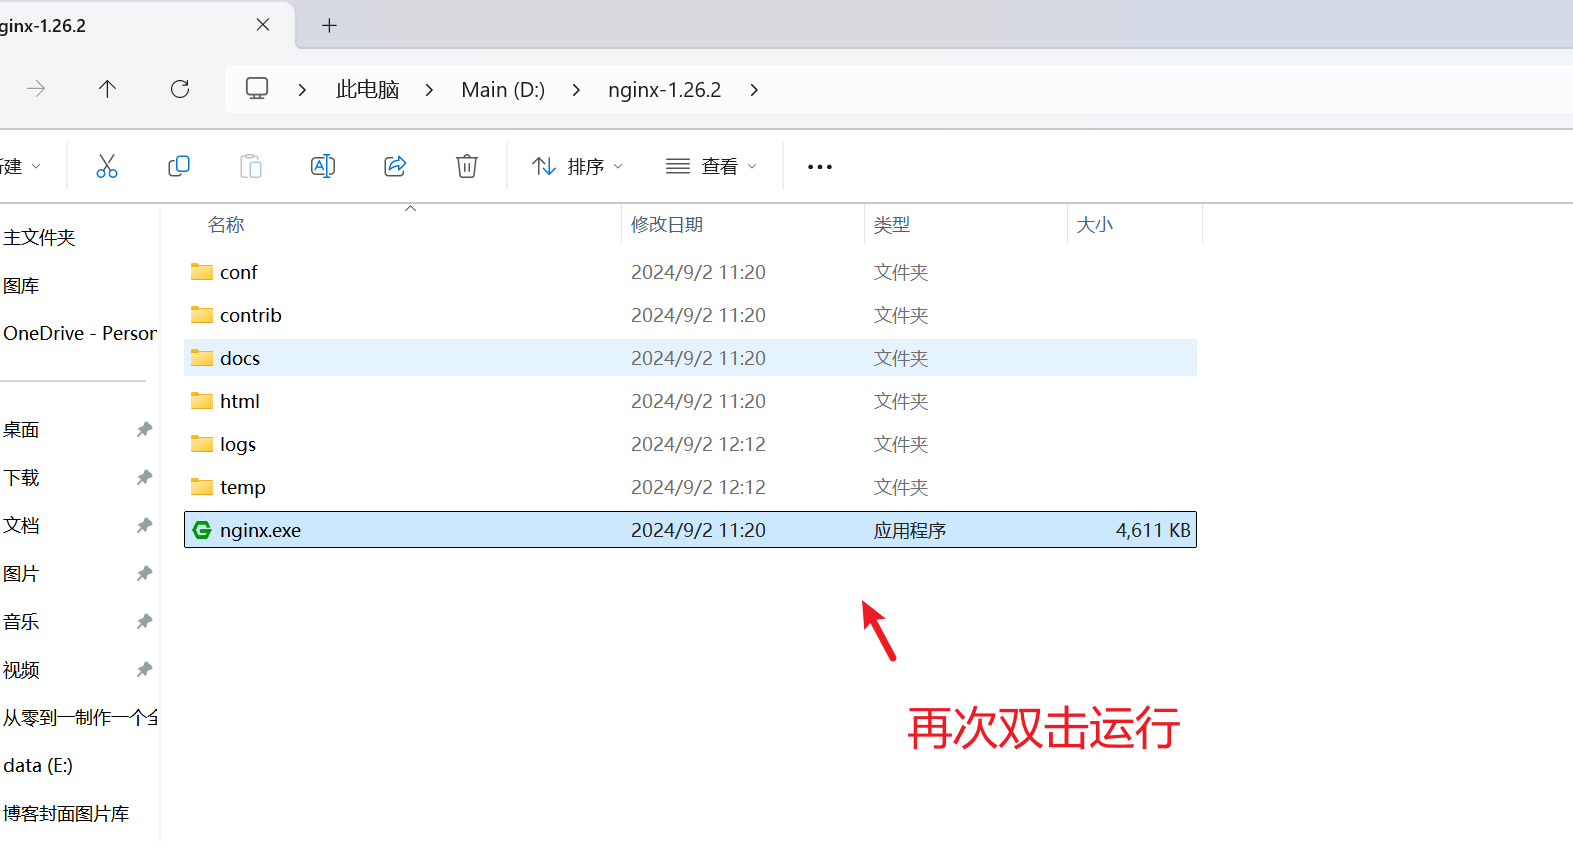 ginx-1.26.2
此电脑 Main (D:) nginx-1.26.2
建 排序 查看
名称 修改日期 类型 大小
主文件夹
图库
OneDrive - Person
桌面
下载
文档
图片
音乐
视频
从零到一制作一个
data (E:)
博客封面图片库
conf 2024/9/2 11:20 文件夹
contrib 2024/9/2 11:20 文件夹
docs 2024/9/2 11:20 文件夹
html 2024/9/2 11:20 文件夹
logs 2024/9/2 12:12 文件夹
temp 2024/9/2 12:12 文件夹
nginx.exe 2024/9/2 11:20 应用程序 4,611 KB
再次双击运行